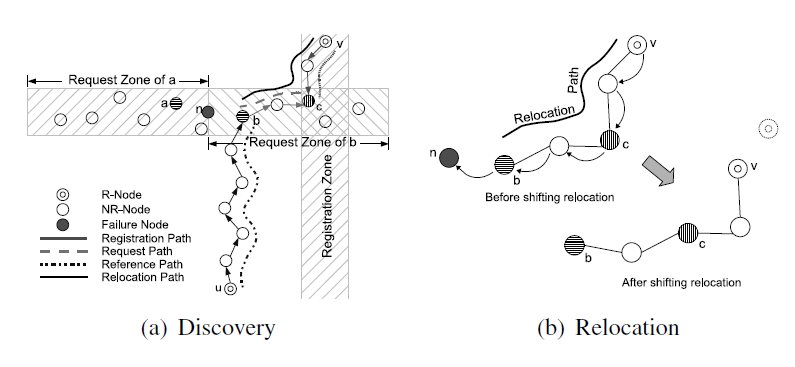 Request Zone of a
a
n
b
c
v
Request Zone of b
Registration Zone
u
R-Node
NR-Node
Failure Node
Registration Path
Request Path
Reference Path
Relocation Path
(a) Discovery
v
Relocation Path
c
n
b
Before shifting relocation
v
c
b
After shifting relocation
(b) Relocation